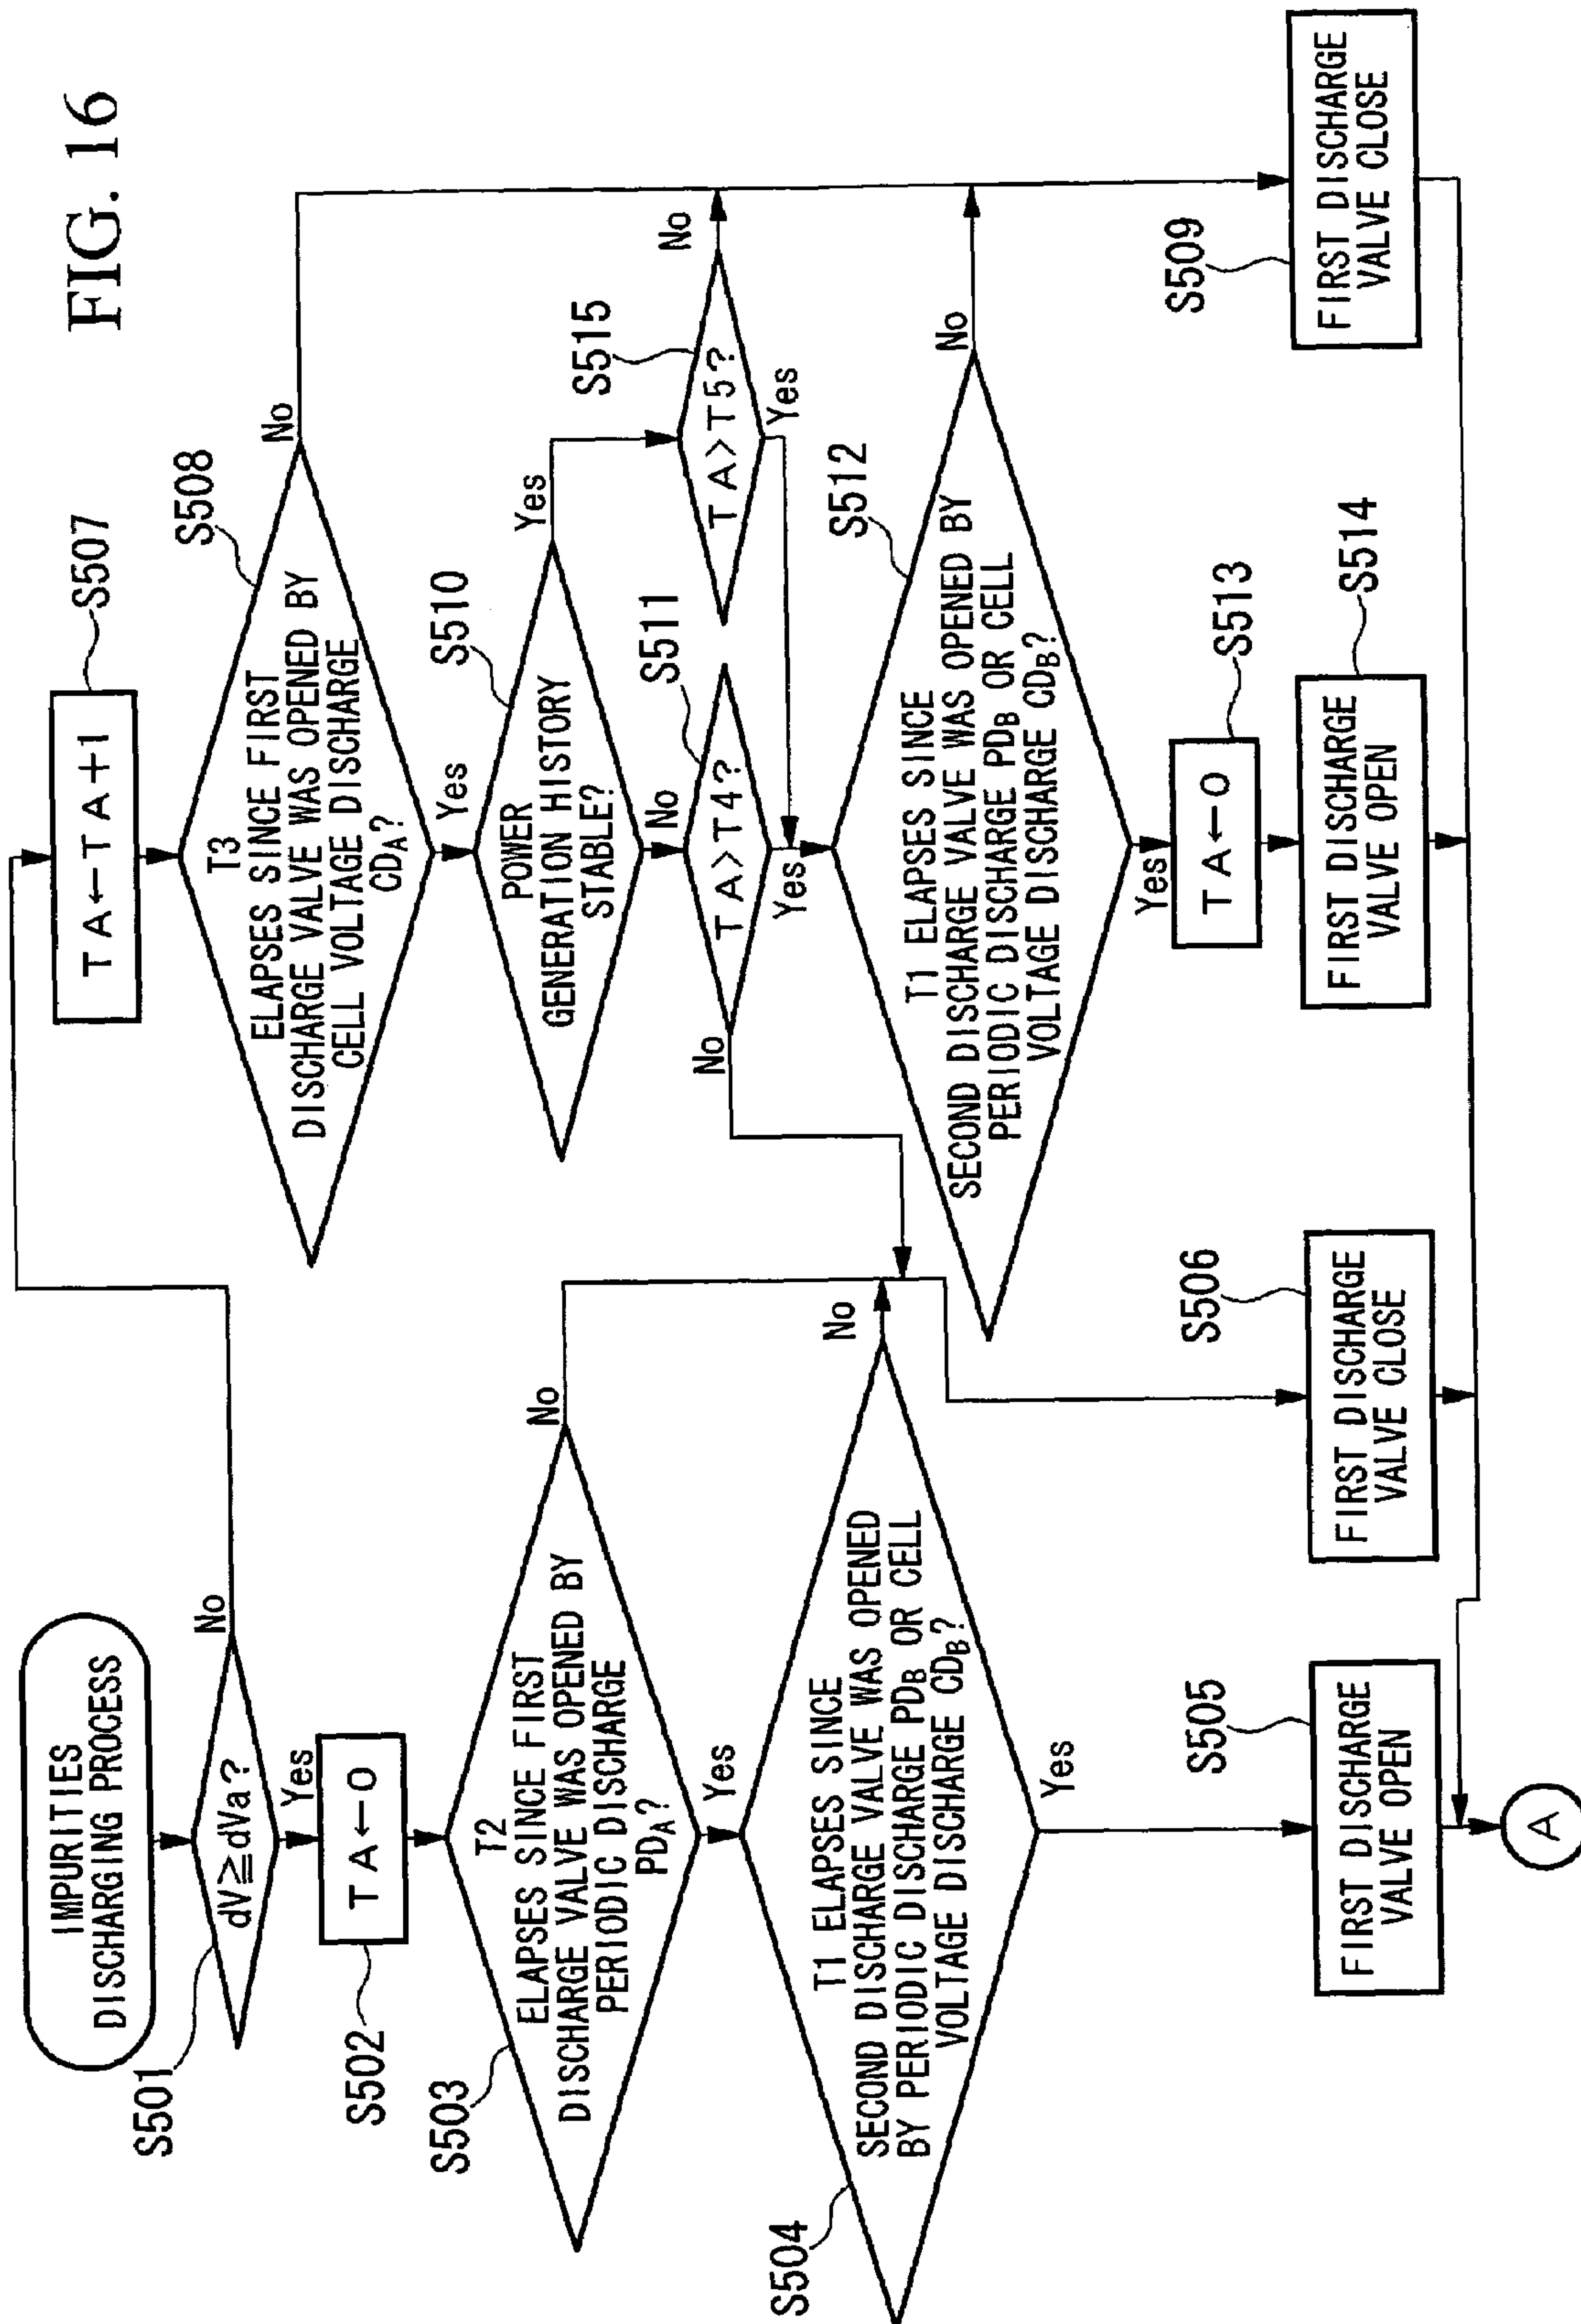 FIG. 16
IMPURITIES
DISCHARGING PROCESS
S501
dV≧dVa?
No
Yes
S502
TA←0
S503
T2
ELAPSES SINCE FIRST
DISCHARGE VALVE WAS OPENED BY
PERIODIC DISCHARGE
PDA?
No
Yes
S504
T1 ELAPSES SINCE
SECOND DISCHARGE VALVE WAS OPENED
BY PERIODIC DISCHARGE PDB OR CELL
VOLTAGE DISCHARGE CDB?
No
Yes
S505
FIRST DISCHARGE
VALVE OPEN
S506
FIRST DISCHARGE
VALVE CLOSE
A
S507
TA←TA+1
S508
T3
ELAPSES SINCE FIRST
DISCHARGE VALVE WAS OPENED BY
CELL VOLTAGE DISCHARGE
CDA?
No
Yes
S510
POWER
GENERATION HISTORY
STABLE?
Yes
No
S511
TA>T4?
No
Yes
S515
TA>T5?
No
Yes
S512
T1 ELAPSES SINCE
SECOND DISCHARGE VALVE WAS OPENED BY
PERIODIC DISCHARGE PDB OR CELL
VOLTAGE DISCHARGE CDB?
No
Yes
S513
TA←0
S514
FIRST DISCHARGE
VALVE OPEN
S509
FIRST DISCHARGE
VALVE CLOSE